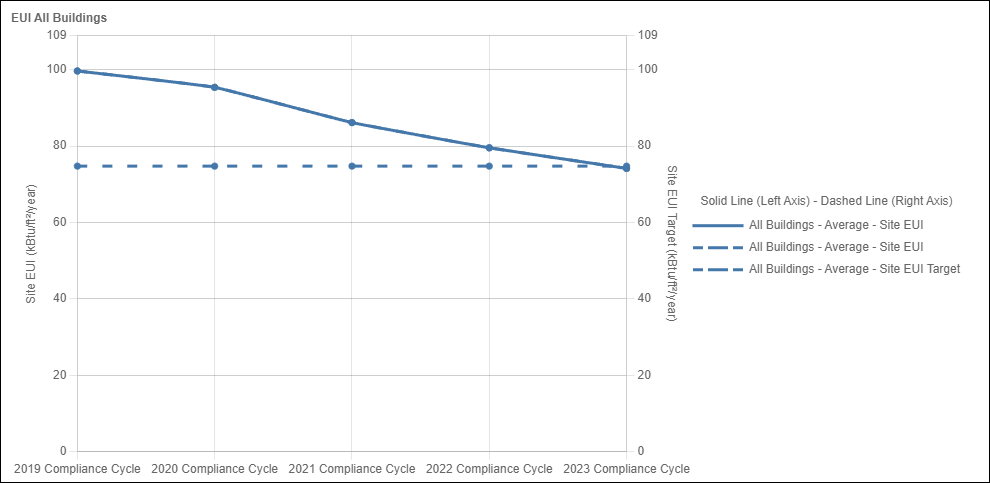 EUI All Buildings
109
100
80
60
40
20
0
Site EUI (kBtu/ft²/year)
109
100
80
60
40
20
0
Site EUI Target (kBtu/ft²/year)
2019 Compliance Cycle
2020 Compliance Cycle
2021 Compliance Cycle
2022 Compliance Cycle
2023 Compliance Cycle
Solid Line (Left Axis) - Dashed Line (Right Axis)
All Buildings - Average - Site EUI
All Buildings - Average - Site EUI
All Buildings - Average - Site EUI Target